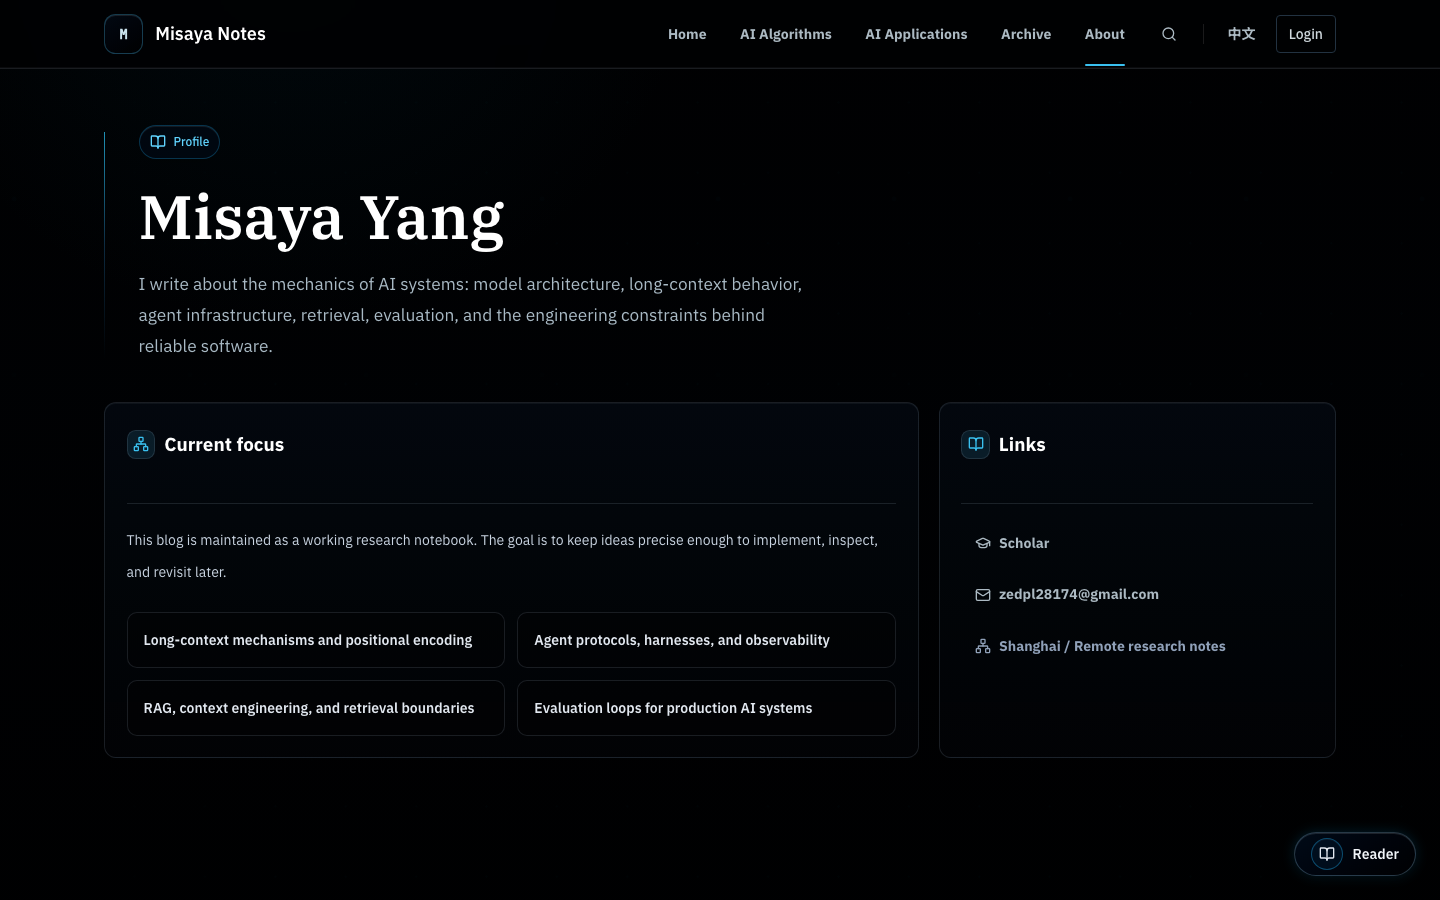 M
Misaya Notes
Home
AI Algorithms
AI Applications
Archive
About
中文
Login
Profile
Misaya Yang
I write about the mechanics of AI systems: model architecture, long-context behavior,
agent infrastructure, retrieval, evaluation, and the engineering constraints behind
reliable software.
Current focus
This blog is maintained as a working research notebook. The goal is to keep ideas precise enough to implement, inspect,
and revisit later.
Long-context mechanisms and positional encoding
Agent protocols, harnesses, and observability
RAG, context engineering, and retrieval boundaries
Evaluation loops for production AI systems
Links
Scholar
zedpl28174@gmail.com
Shanghai / Remote research notes
Reader